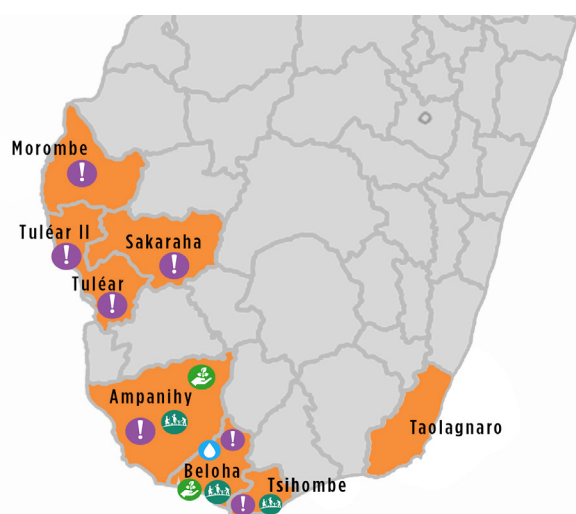 Morombe
Tuléar II
Sakaraha
Tuléar
Ampanihy
Taolagnaro
Beloha
Tsihombe